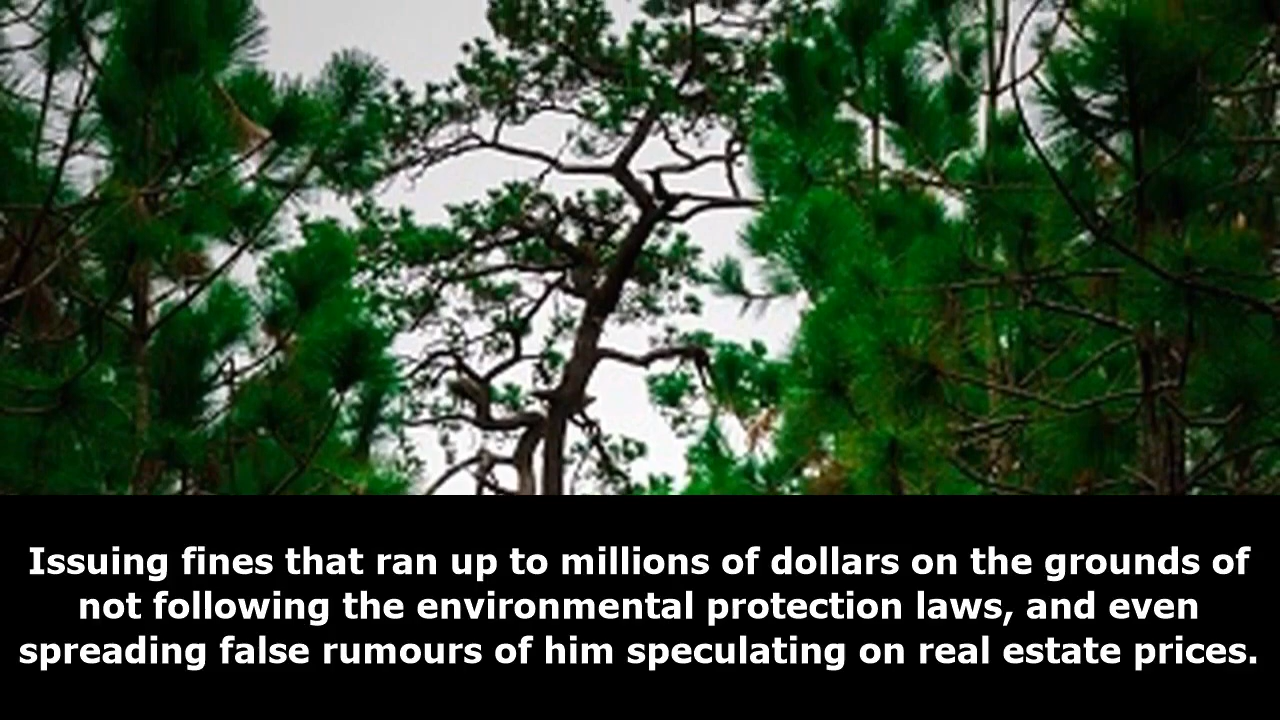 Issuing fines that ran up to millions of dollars on the grounds of
not following the environmental protection laws, and even
spreading false rumours of him speculating on real estate prices.